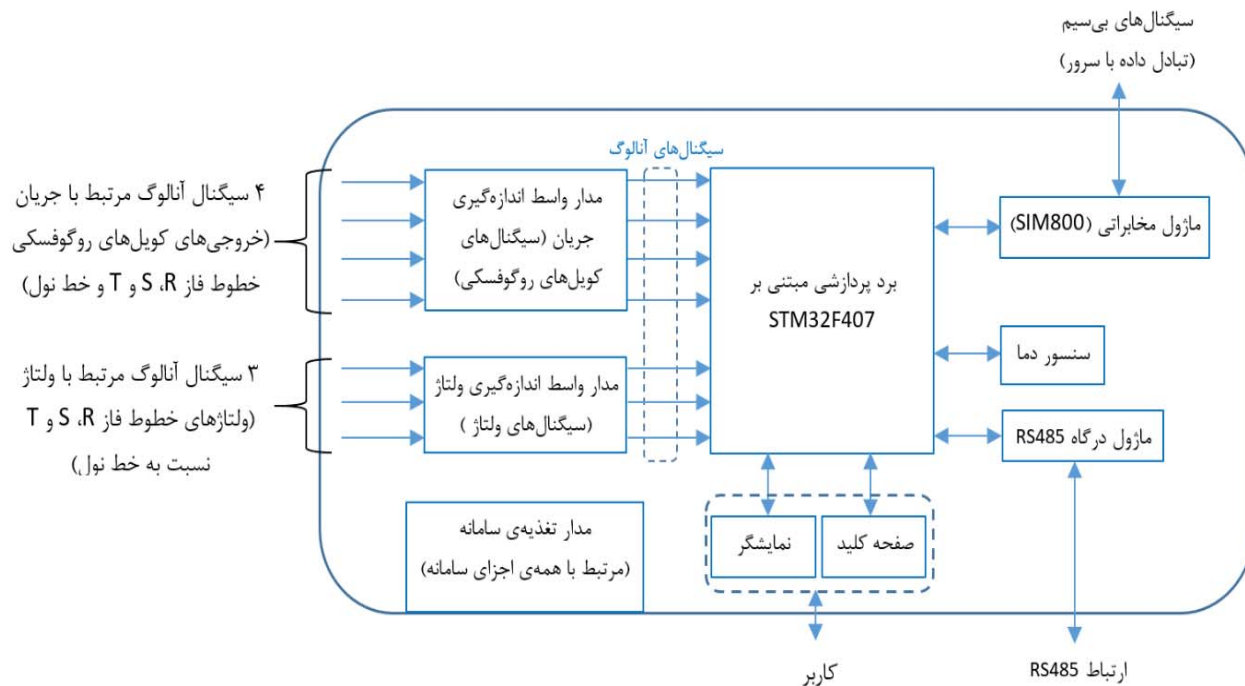 سیگنال‌های بی‌سیم
(تبادل داده با سرور)
سیگنال‌های آنالوگ
۴ سیگنال آنالوگ مرتبط با جریان
(خروجی‌های کویل‌های روگوفسکی
خطوط فاز S ،R و T و خط نول)
مدار واسط اندازه‌گیری
جریان (سیگنال‌های
کویل‌های روگوفسکی)
برد پردازشی مبتنی بر
STM32F407
ماژول مخابراتی (SIM800)
سنسور دما
ماژول درگاه RS485
۳ سیگنال آنالوگ مرتبط با ولتاژ
(ولتاژهای خطوط فاز S ،R و T
نسبت به خط نول)
مدار واسط اندازه‌گیری ولتاژ
(سیگنال‌های ولتاژ )
مدار تغذیه‌ی سامانه
(مرتبط با همه‌ی اجزای سامانه)
صفحه کلید
نمایشگر
کاربر
ارتباط RS485